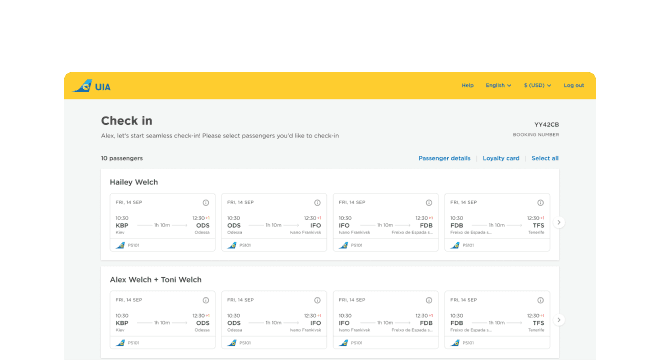 UIA Help English $ (USD) Log out
Check in
YY42CB
Alex, let's start seamless check-in! Please select passengers you'd like to check-in
BOOKING NUMBER
10 passengers Passenger details Loyalty card Select all
Hailey Welch
FRI, 14 SEP FRI, 14 SEP FRI, 14 SEP FRI, 14 SEP
10:30 12:30+1 10:30 12:30+1 10:30 12:30+1 10:30 12:30+1
KBP 1h 10m ODS ODS 1h 10m IFO IFO 1h 10m FDB FDB 1h 10m TFS
Kiev Odessa Odessa Ivano Frankivsk Ivano Frankivsk Freivo de Espada s... Freivo de Espada s... Tenerife
PS101 PS101 PS101 PS101
Alex Welch + Toni Welch
FRI, 14 SEP FRI, 14 SEP FRI, 14 SEP FRI, 14 SEP
10:30 12:30+1 10:30 12:30+1 10:30 12:30+1 10:30 12:30+1
KBP 1h 10m ODS ODS 1h 10m IFO IFO 1h 10m FDB FDB 1h 10m TFS
Kiev Odessa Odessa Ivano Frankivsk Ivano Frankivsk Freivo de Espada s... Freivo de Espada s... Tenerife
PS101 PS101 PS101 PS101